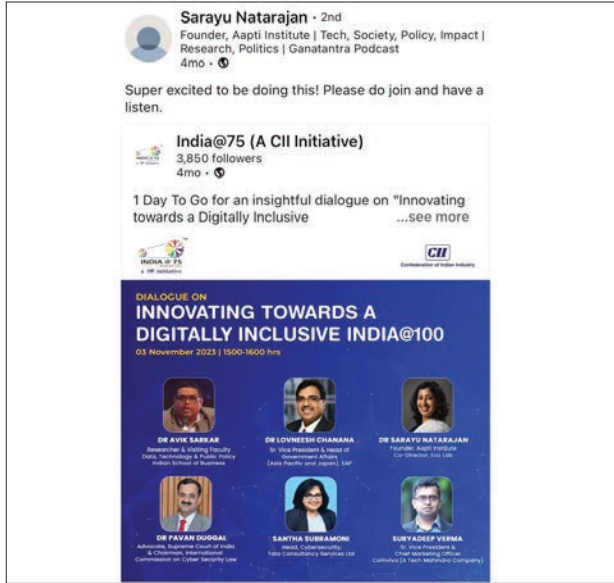 Sarayu Natarajan · 2nd
Founder, Aapti Institute | Tech, Society, Policy, Impact |
Research, Politics | Ganatantra Podcast
4mo ·
Super excited to be doing this! Please do join and have a
listen.
India@75 (A CII Initiative)
3,850 followers
4mo ·
1 Day To Go for an insightful dialogue on "Innovating
towards a Digitally Inclusive ...see more
INDIA @ 75
a CII initiative
CII
Confederation of Indian Industry
DIALOGUE ON
INNOVATING TOWARDS A
DIGITALLY INCLUSIVE INDIA@100
03 November 2023 | 1500-1600 hrs
DR AVIK SARKAR
Researcher & Visiting Faculty
Data, Technology & Public Policy
Indian School of Business
DR LOVNEESH CHANANA
Sr. Vice President & Head of
Government Affairs
(Asia Pacific and Japan), SAP
DR SARAYU NATARAJAN
Founder, Aapti Institute
Co-Director,
DR PAVAN DUGGAL
Advocate, Supreme Court of India
& Chairman, International
Commission on Cyber Security Law
SANTHA SUBRAMONI
Head, Cybersecurity,
Tata Consultancy Services Ltd
SURYADEEP VERMA
Sr. Vice President &
Chief Marketing Officer
Comviva (A Tech Mahindra Company)